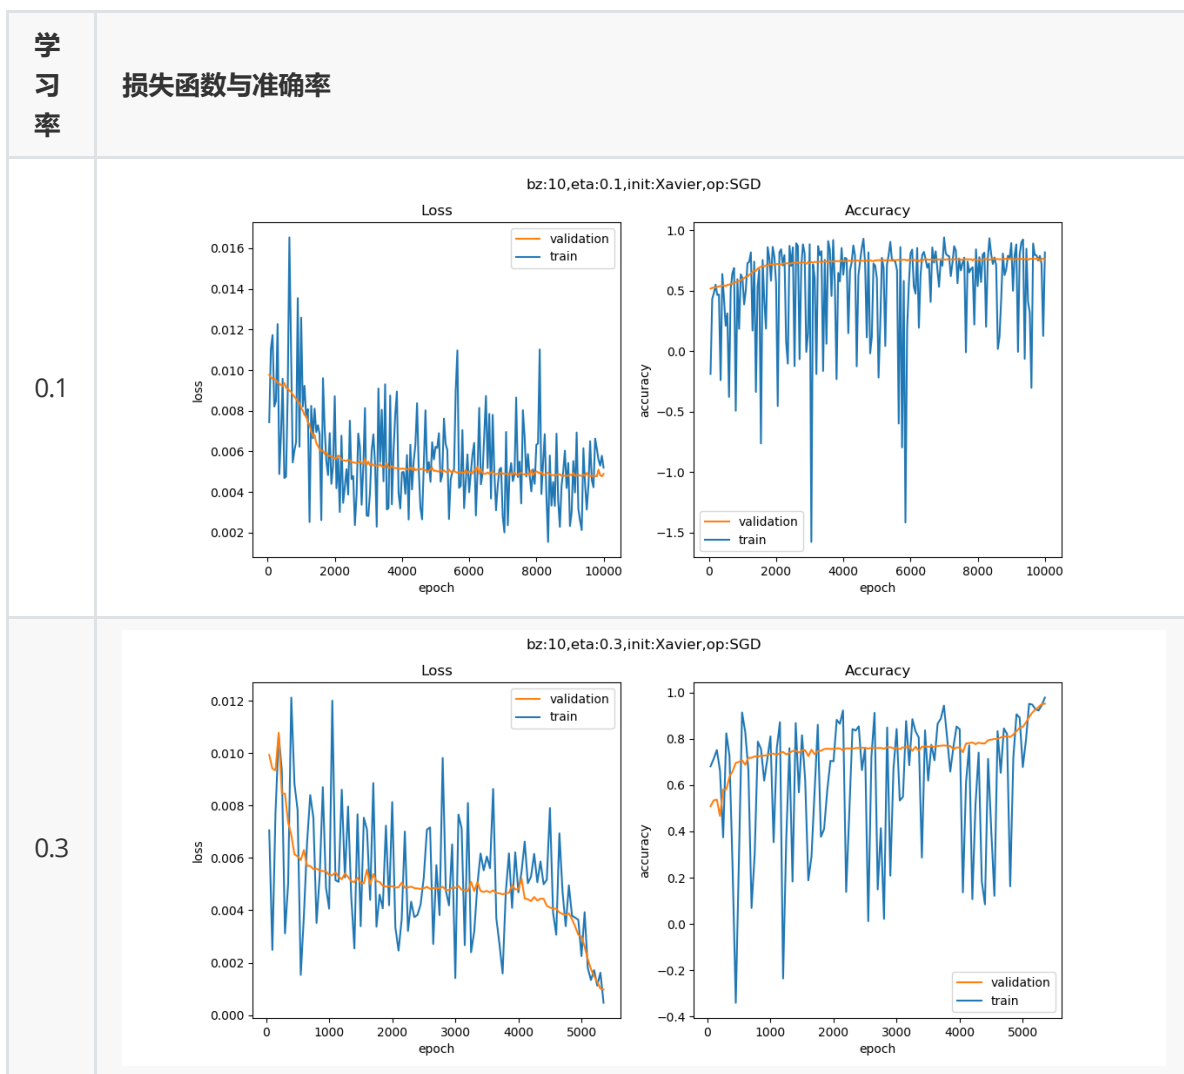 学
习
率
损失函数与准确率
0.1
bz:10,eta:0.1,init:Xavier,op:SGD
Loss
validation
train
0.016
0.014
0.012
0.010
0.008
0.006
0.004
0.002
loss
0 2000 4000 6000 8000 10000
epoch
Accuracy
1.0
0.5
0.0
−0.5
−1.0
−1.5
accuracy
validation
train
0 2000 4000 6000 8000 10000
epoch
0.3
bz:10,eta:0.3,init:Xavier,op:SGD
Loss
validation
train
0.012
0.010
0.008
0.006
0.004
0.002
0.000
loss
0 1000 2000 3000 4000 5000
epoch
Accuracy
1.0
0.8
0.6
0.4
0.2
0.0
−0.2
−0.4
accuracy
validation
train
0 1000 2000 3000 4000 5000
epoch